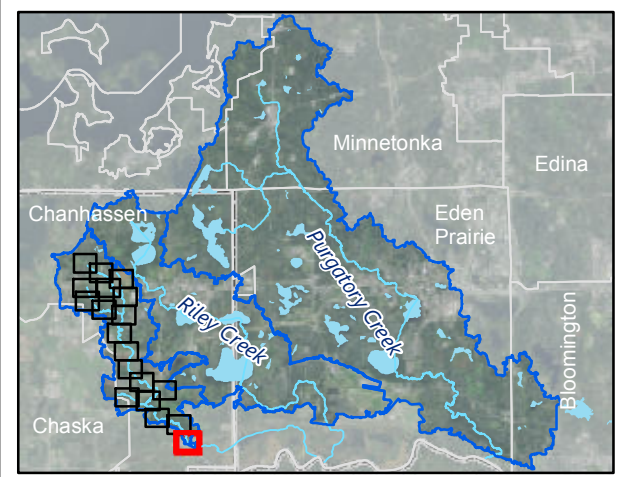 Minnetonka
Edina
Chanhassen
Eden
Prairie
Purgatory Creek
Riley Creek
Bloomington
Chaska